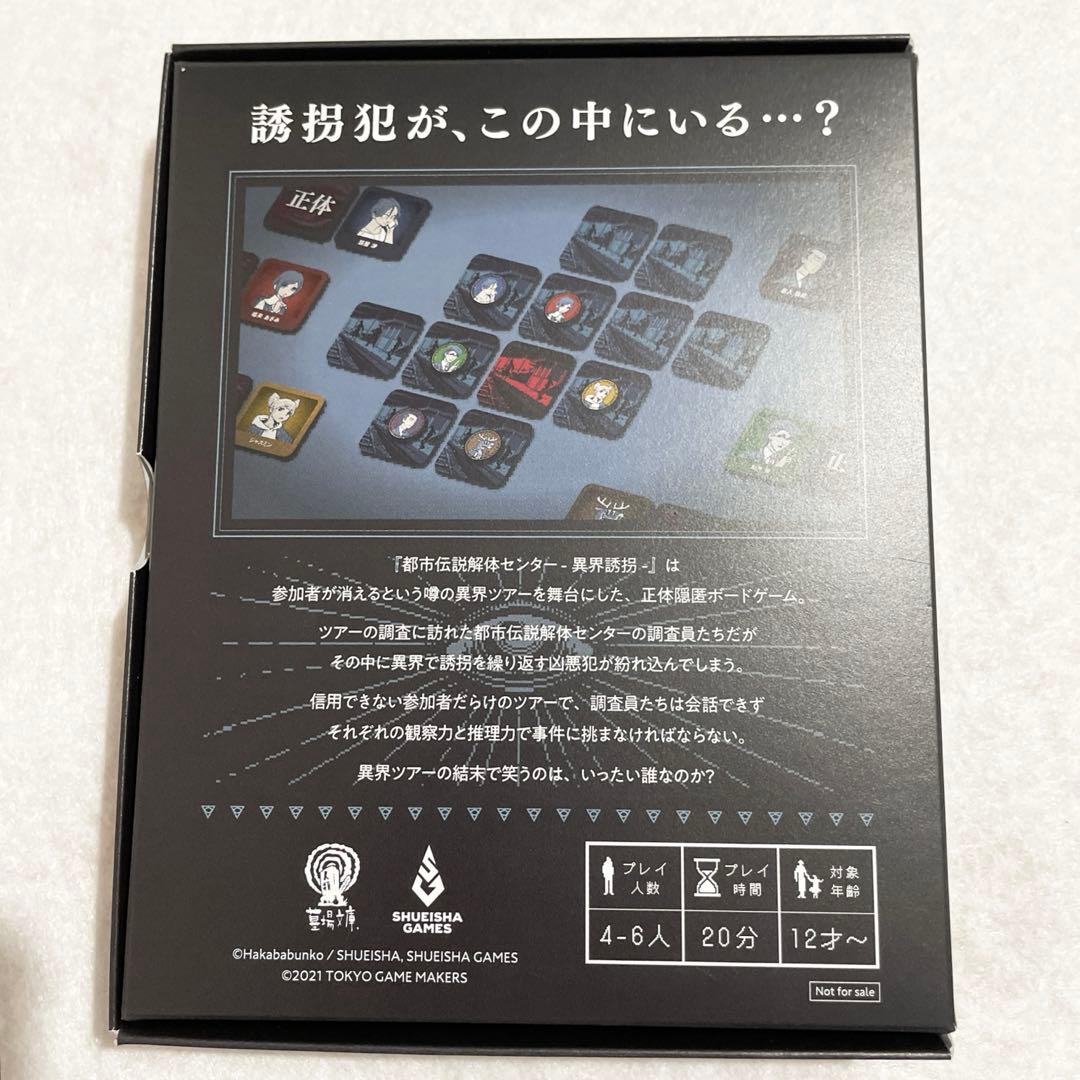 誘拐犯が、この中にいる…？
正体
ジャスミン
『都市伝説解体センター - 異界誘拐 -』は
参加者が消えるという噂の異界ツアーを舞台にした、正体隠匿ボードゲーム。
ツアーの調査に訪れた都市伝説解体センターの調査員たちだが
その中に異界で誘拐を繰り返す凶悪犯が紛れ込んでしまう。
信用できない参加者だらけのツアーで、調査員たちは会話できず
それぞれの観察力と推理力で事件に挑まなければならない。
異界ツアーの結末で笑うのは、いったい誰なのか?
墓場文庫
SHUEISHA
GAMES
プレイ人数
プレイ時間
対象年齢
4-6人
20分
12才～
©Hakababunko / SHUEISHA, SHUEISHA GAMES
©2021 TOKYO GAME MAKERS
Not for sale